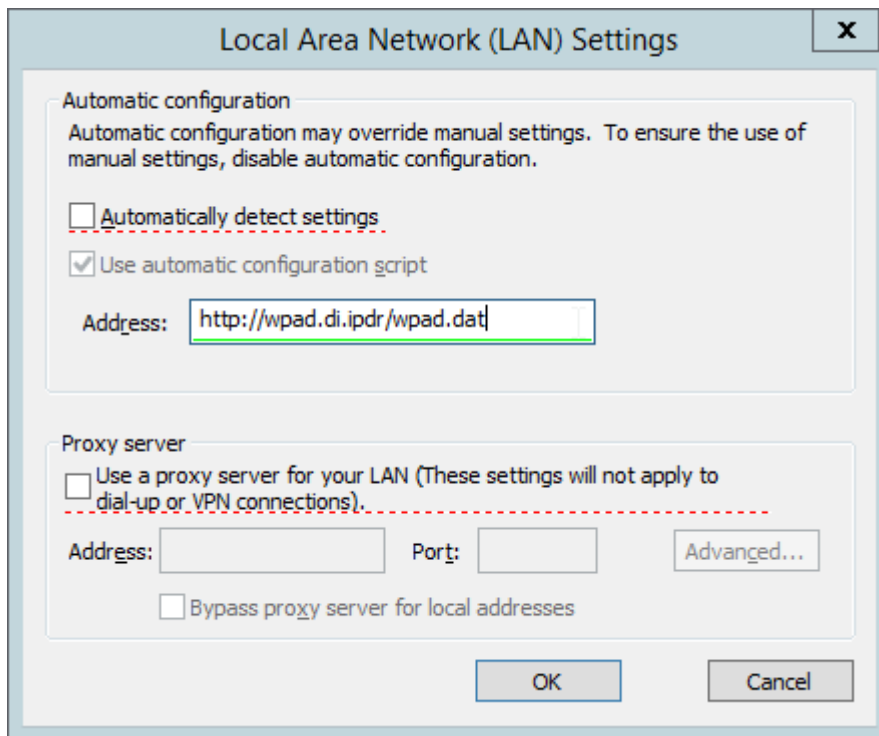 Local Area Network (LAN) Settings
x
Automatic configuration
Automatic configuration may override manual settings. To ensure the use of
manual settings, disable automatic configuration.
Automatically detect settings
Use automatic configuration script
Address:
http://wpad.di.ipdr/wpad.dat
Proxy server
Use a proxy server for your LAN (These settings will not apply to
dial-up or VPN connections).
Address:
Port:
Advanced...
Bypass proxy server for local addresses
OK
Cancel